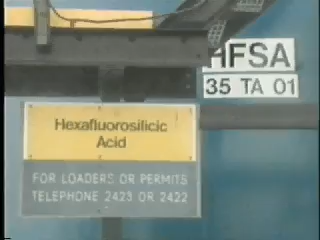 HFSA
35 TA 01
Hexafluorosilicic
Acid
FOR LOADERS OR PERMITS
TELEPHONE 2423 OR 2422